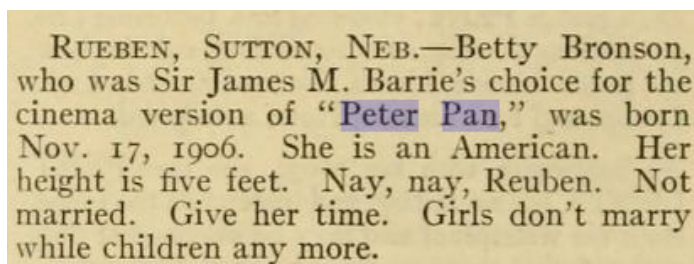 RUEBEN, SUTTON, NEB.—Betty Bronson,
who was Sir James M. Barrie's choice for the
cinema version of "Peter Pan," was born
Nov. 17, 1906. She is an American. Her
height is five feet. Nay, nay, Reuben. Not
married. Give her time. Girls don't marry
while children any more.